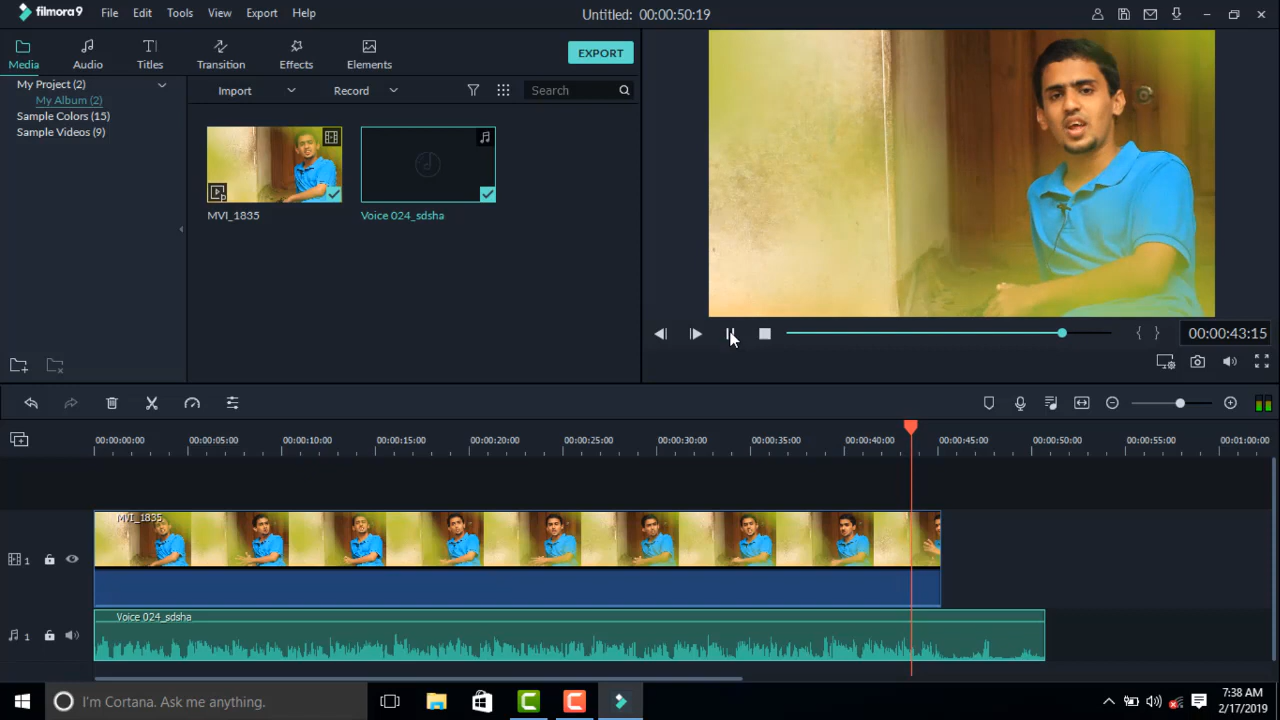 filmora9 File Edit Tools View Export Help Untitled: 00:00:50:19
Media Audio Titles Transition Effects Elements EXPORT
My Project (2)
My Album (2)
Sample Colors (15)
Sample Videos (9)
Import Record Search
MVI_1835 Voice 024_sdsha
00:00:43:15
00:00:00:00 00:00:05:00 00:00:10:00 00:00:15:00 00:00:20:00 00:00:25:00 00:00:30:00 00:00:35:00 00:00:40:00 00:00:45:00 00:00:50:00 00:00:55:00 00:01:00:00
MVI_1835
1
Voice 024_sdsha
1
I'm Cortana. Ask me anything.
7:38 AM
2/17/2019